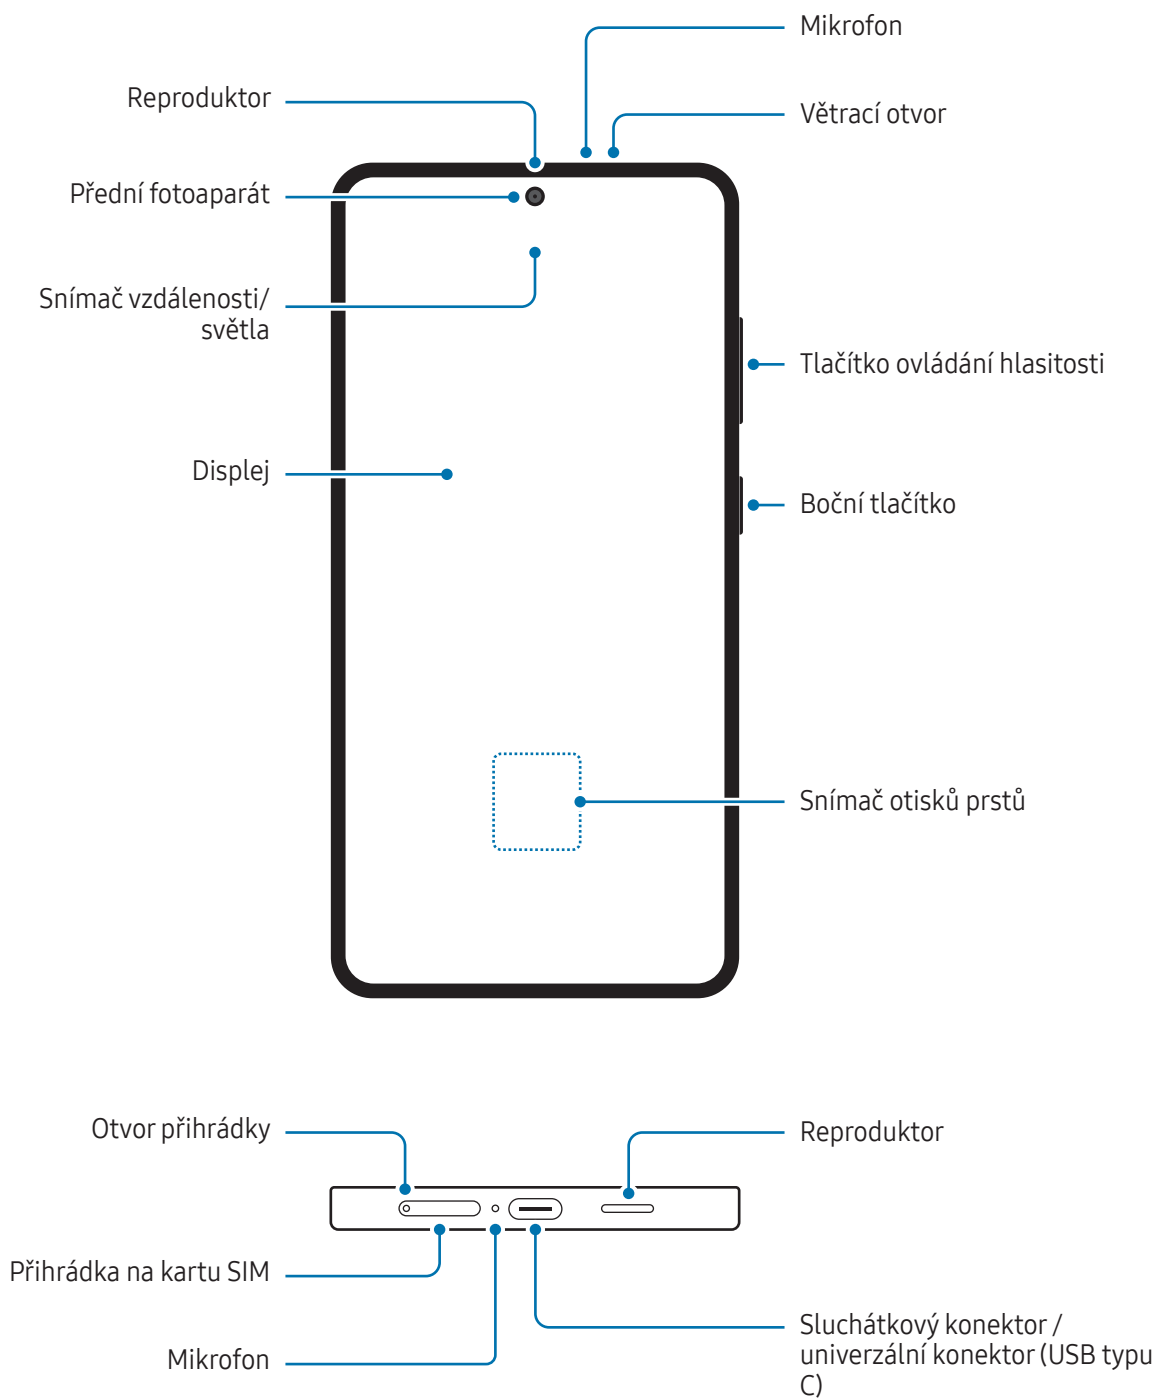 Mikrofon
Reproduktor
Větrací otvor
Přední fotoaparát
Snímač vzdálenosti/
světla
Tlačítko ovládání hlasitosti
Displej
Boční tlačítko
Snímač otisků prstů
Otvor přihrádky
Reproduktor
Přihrádka na kartu SIM
Sluchátkový konektor /
univerzální konektor (USB typu
C)
Mikrofon